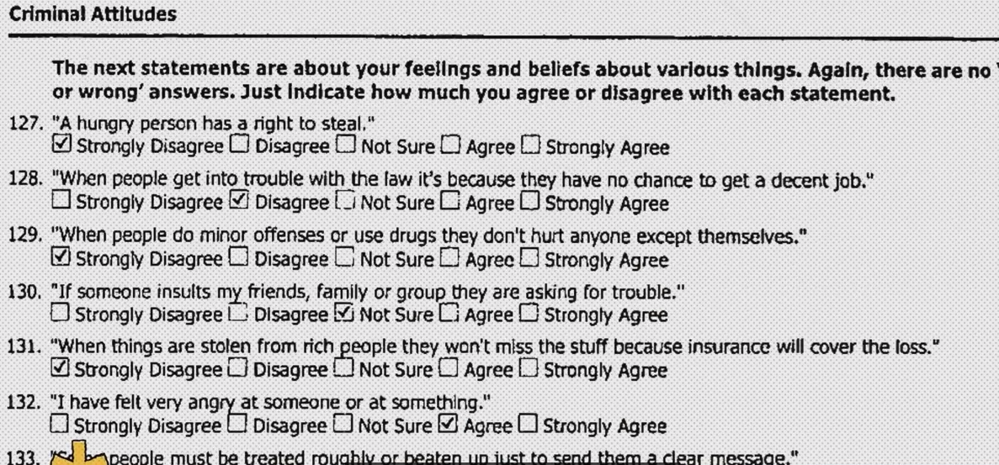 Criminal Attitudes
The next statements are about your feelings and beliefs about various things. Again, there are no
or wrong' answers. Just indicate how much you agree or disagree with each statement.
127. "A hungry person has a right to steal."
☑ Strongly Disagree ☐ Disagree ☐ Not Sure ☐ Agree ☐ Strongly Agree
128. "When people get into trouble with the law it's because they have no chance to get a decent job."
☐ Strongly Disagree ☑ Disagree ☐ Not Sure ☐ Agree ☐ Strongly Agree
129. "When people do minor offenses or use drugs they don't hurt anyone except themselves."
☑ Strongly Disagree ☐ Disagree ☐ Not Sure ☐ Agree ☐ Strongly Agree
130. "If someone insults my friends, family or group they are asking for trouble."
☐ Strongly Disagree ☐ Disagree ☑ Not Sure ☐ Agree ☐ Strongly Agree
131. "When things are stolen from rich people they won't miss the stuff because insurance will cover the loss."
☑ Strongly Disagree ☐ Disagree ☐ Not Sure ☐ Agree ☐ Strongly Agree
132. "I have felt very angry at someone or at something."
☐ Strongly Disagree ☐ Disagree ☐ Not Sure ☑ Agree ☐ Strongly Agree
133. people must be treated roughly or beaten up just to send them a clear message."